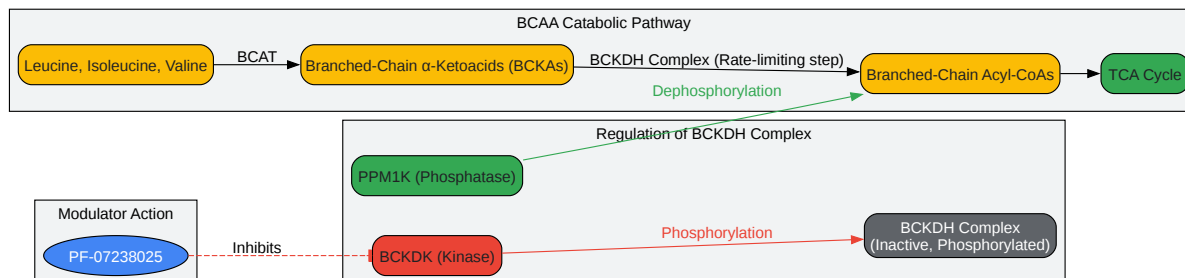 BCAA Catabolic Pathway
Leucine, Isoleucine, Valine
BCAT
Branched-Chain α-Ketoacids (BCKAs)
BCKDH Complex (Rate-limiting step)
Branched-Chain Acyl-CoAs
TCA Cycle
Dephosphorylation
Regulation of BCKDH Complex
PPM1K (Phosphatase)
Modulator Action
PF-07238025
Inhibits
BCKDK (Kinase)
Phosphorylation
BCKDH Complex
(Inactive, Phosphorylated)